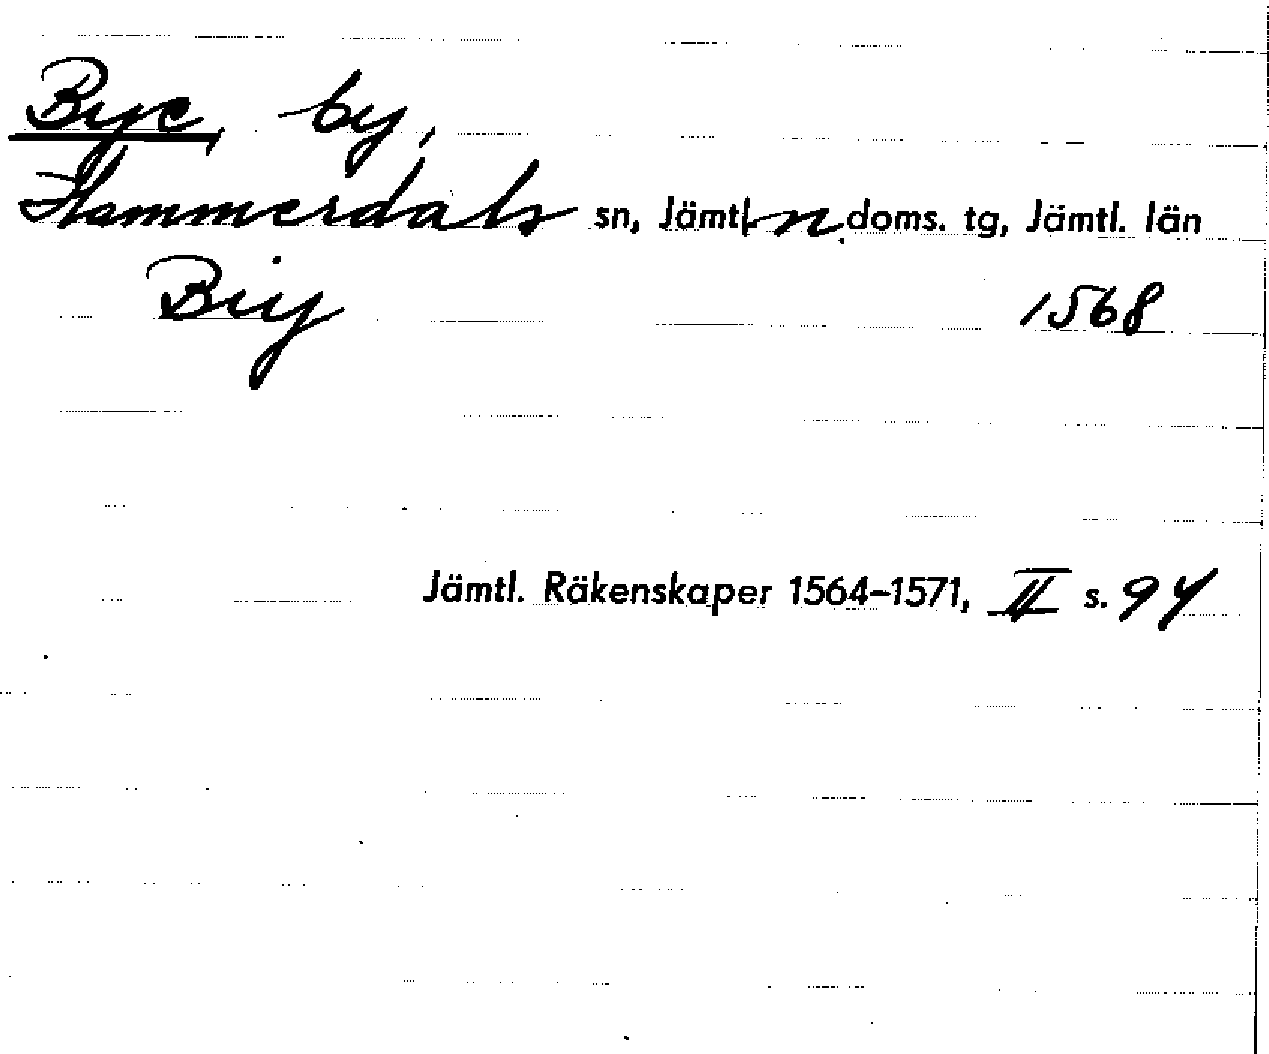 Bye, by,
Hammerdals sn, Jämtl. n doms. tg, Jämtl. län
Biy 1568
Jämtl. Räkenskaper 1564–1571, II s. 94